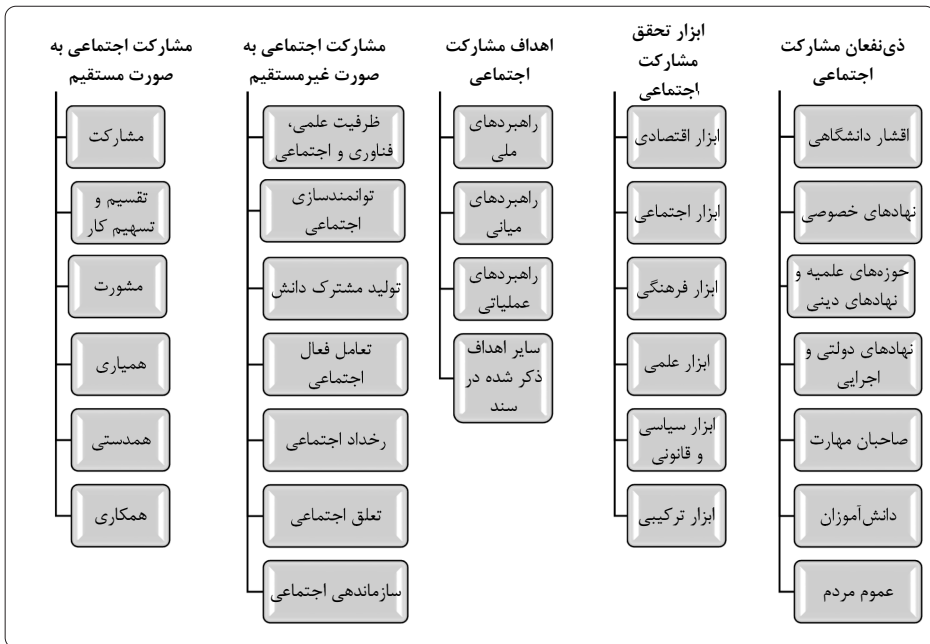 ذی‌نفعان مشارکت
اجتماعی
اقشار دانشگاهی
نهادهای خصوصی
حوزه‌های علمیه و
نهادهای دینی
نهادهای دولتی و
اجرایی
صاحبان مهارت
دانش‌آموزان
عموم مردم
ابزار تحقق
مشارکت
اجتماعی
ابزار اقتصادی
ابزار اجتماعی
ابزار فرهنگی
ابزار علمی
ابزار سیاسی
و قانونی
ابزار ترکیبی
اهداف مشارکت
اجتماعی
راهبردهای
ملی
راهبردهای
میانی
راهبردهای
عملیاتی
سایر اهداف
ذکر شده در
سند
مشارکت اجتماعی به
صورت غیرمستقیم
ظرفیت علمی،
فناوری و اجتماعی
توانمندسازی
اجتماعی
تولید مشترک دانش
تعامل فعال
اجتماعی
رخداد اجتماعی
تعلق اجتماعی
سازماندهی اجتماعی
مشارکت اجتماعی به
صورت مستقیم
مشارکت
تقسیم و
تسهیم کار
مشورت
همیاری
همدستی
همکاری